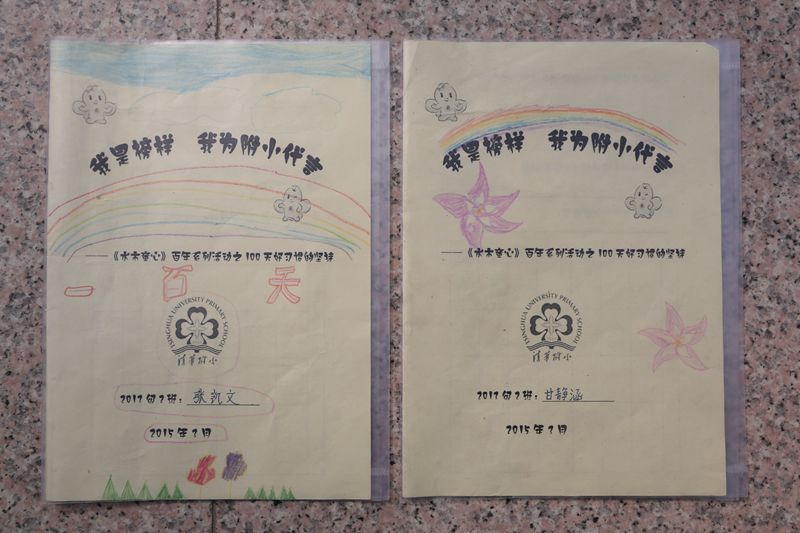 我是榜样 我为附小代言
——《水木童心》百年系列活动之100天好习惯的坚持
一百天
TSINGHUA UNIVERSITY PRIMARY SCHOOL
清华附小
2017级2班：张凯文
2015年2月
我是榜样 我为附小代言
——《水木童心》百年系列活动之100天好习惯的坚持
TSINGHUA UNIVERSITY PRIMARY SCHOOL
清华附小
2017级2班：甘静涵
2015年2月